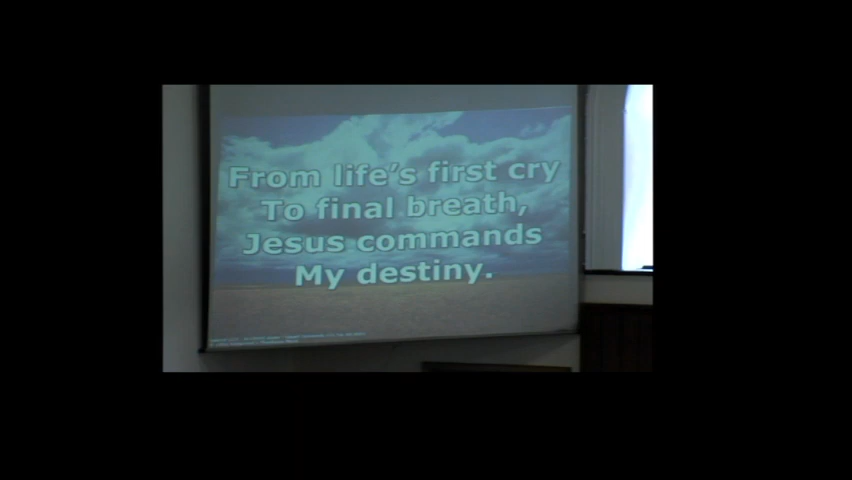 From life's first cry
To final breath,
Jesus commands
My destiny.